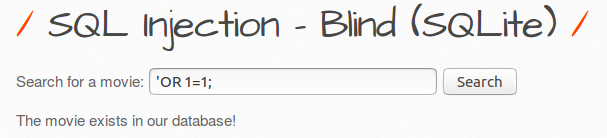 / SQL Injection - Blind (SQLite) /
Search for a movie: 'OR 1=1; Search
The movie exists in our database!